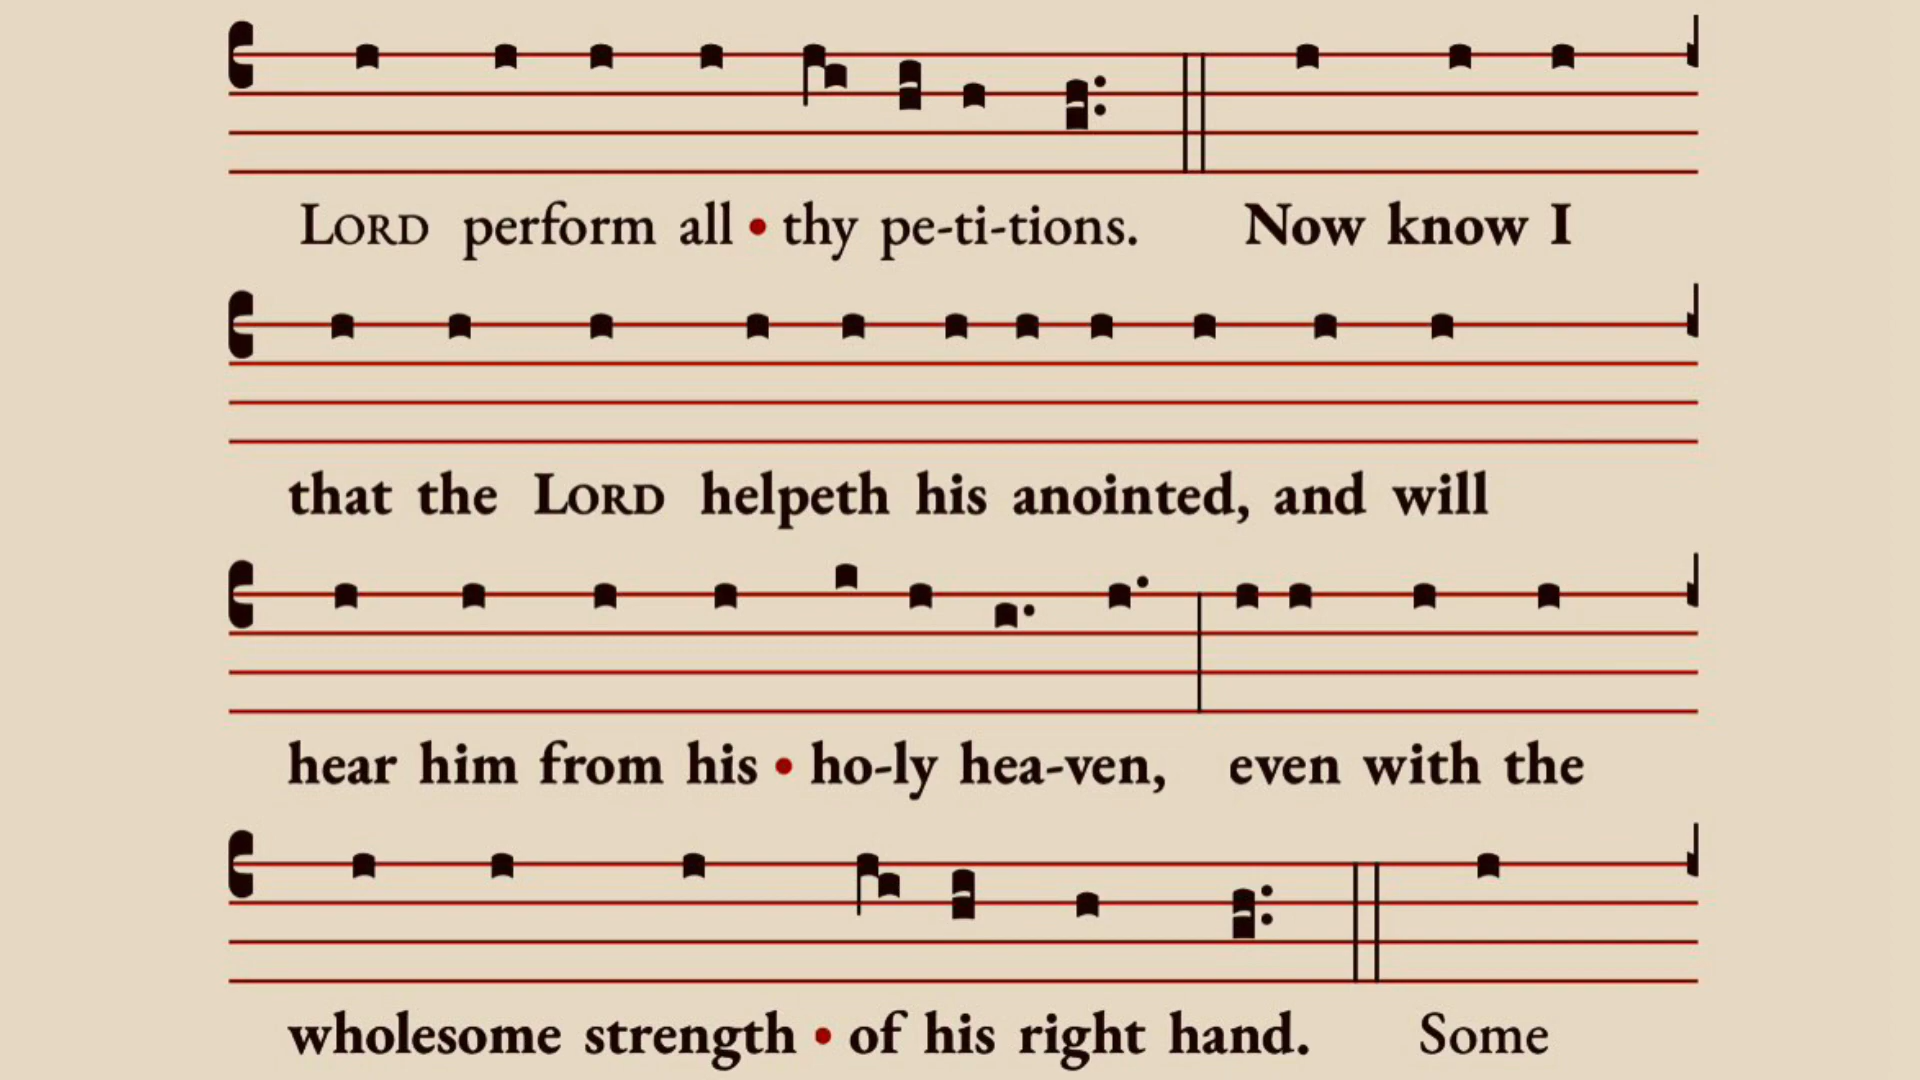 LORD perform all • thy pe-ti-tions. Now know I
that the LORD helpeth his anointed, and will
hear him from his • ho-ly hea-ven, even with the
wholesome strength • of his right hand. Some